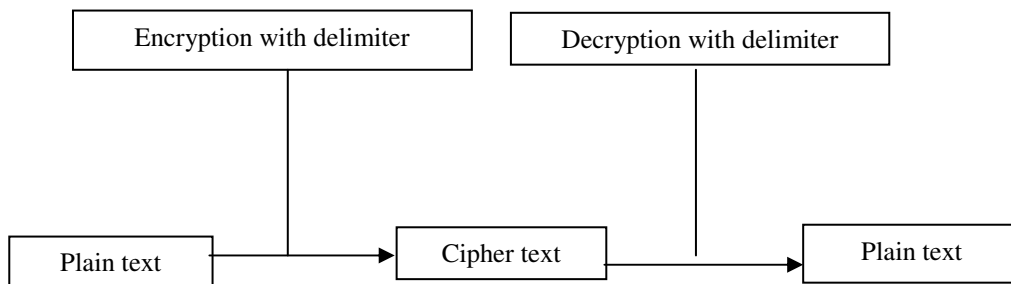 Encryption with delimiter
Decryption with delimiter
Plain text
Cipher text
Plain text